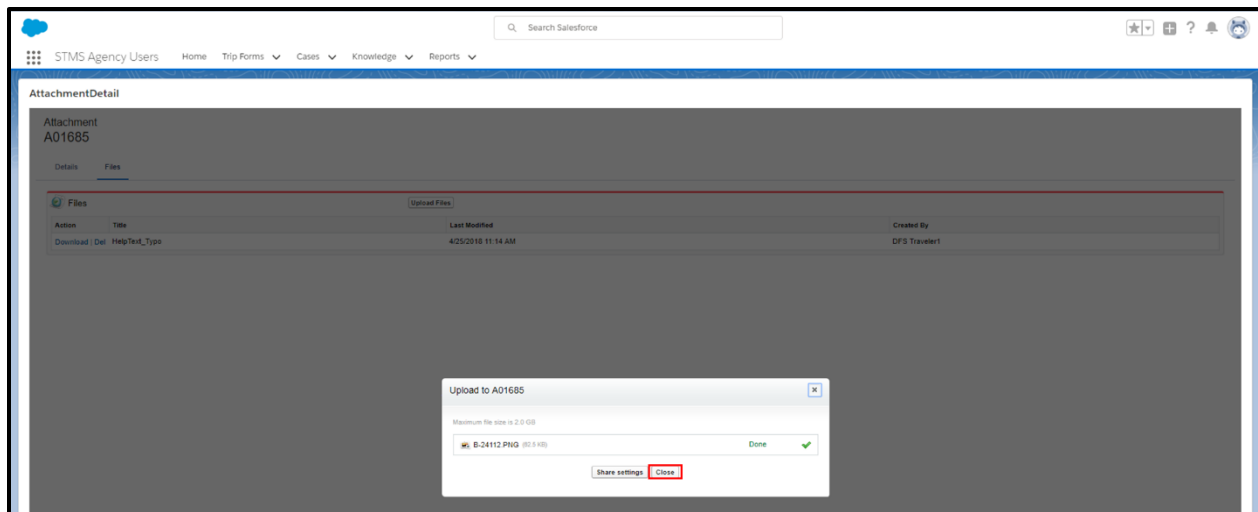 Search Salesforce
STMS Agency Users Home Trip Forms Cases Knowledge Reports
AttachmentDetail
Attachment
A01685
Details Files
Files Upload Files
Action Title Last Modified Created By
Download | Del HelpText_Typo 4/25/2018 11:14 AM DFS Traveler1
Upload to A01685
Maximum file size is 2.0 GB
B-24112.PNG Done
Share settings Close